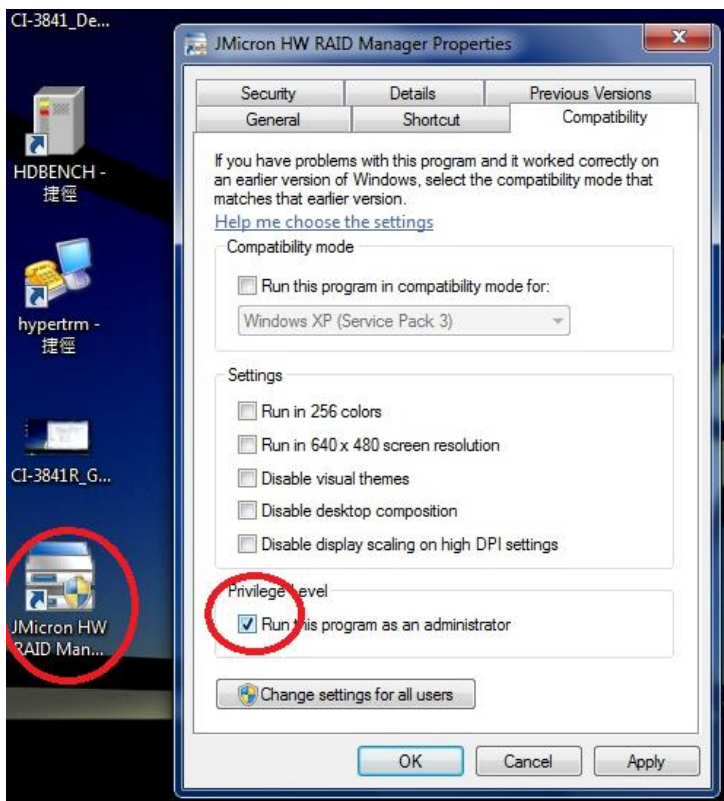 CI-3841_De...
HDBENCH -
捷徑
hypertrm -
捷徑
CI-3841R_G...
JMicron HW
RAID Man...
JMicron HW RAID Manager Properties
Security
Details
Previous Versions
General
Shortcut
Compatibility
If you have problems with this program and it worked correctly on
an earlier version of Windows, select the compatibility mode that
matches that earlier version.
Help me choose the settings
Compatibility mode
Run this program in compatibility mode for:
Windows XP (Service Pack 3)
Settings
Run in 256 colors
Run in 640 x 480 screen resolution
Disable visual themes
Disable desktop composition
Disable display scaling on high DPI settings
Privilege Level
Run this program as an administrator
Change settings for all users
OK
Cancel
Apply